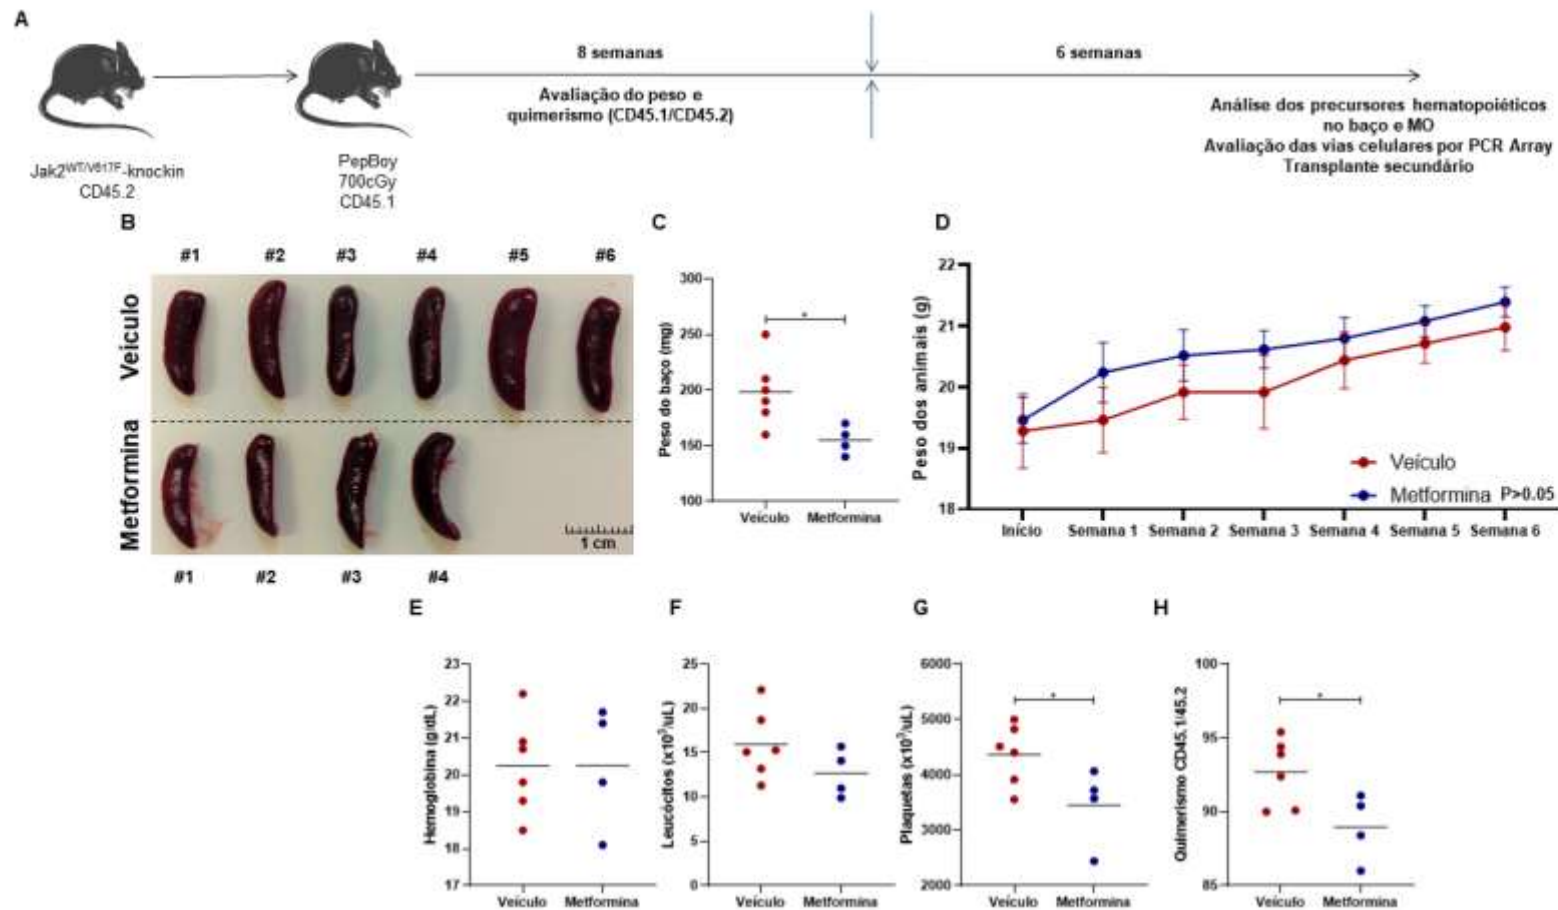 A
8 semanas
6 semanas
Avaliação do peso e
quimerismo (CD45.1/CD45.2)
Análise dos precursores hematopoiéticos
no baço e MO
Avaliação das vias celulares por PCR Array
Transplante secundário
Jak2WT/V617F-knockin
CD45.2
PepBoy
700cGy
CD45.1
B
#1 #2 #3 #4 #5 #6
Veículo
Metformina
1 cm
#1 #2 #3 #4
C
Peso do baço (mg)
300
250
200
150
100
*
Veículo Metformina
D
Peso dos animais (g)
22
21
20
19
18
Veículo
Metformina P>0.05
Início Semana 1 Semana 2 Semana 3 Semana 4 Semana 5 Semana 6
E
Hemoglobina (g/dL)
23
22
21
20
19
18
17
Veículo Metformina
F
Leucócitos (x10³/uL)
25
20
15
10
5
0
Veículo Metformina
G
Plaquetas (x10³/uL)
6000
5000
4000
3000
2000
*
Veículo Metformina
H
Quimerismo CD45.1/45.2
100
95
90
85
*
Veículo Metformina